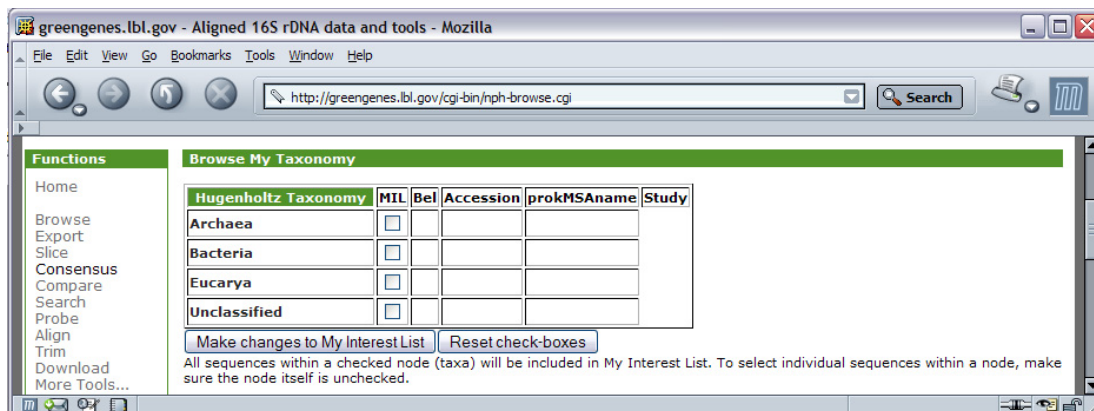 greengenes.lbl.gov - Aligned 16S rDNA data and tools - Mozilla
File Edit View Go Bookmarks Tools Window Help
http://greengenes.lbl.gov/cgi-bin/nph-browse.cgi Search
Functions
Home
Browse
Export
Slice
Consensus
Compare
Search
Probe
Align
Trim
Download
More Tools...
Browse My Taxonomy
Hugenholtz Taxonomy MIL Bel Accession prokMSAname Study
Archaea
Bacteria
Eucarya
Unclassified
Make changes to My Interest List Reset check-boxes
All sequences within a checked node (taxa) will be included in My Interest List. To select individual sequences within a node, make
sure the node itself is unchecked.